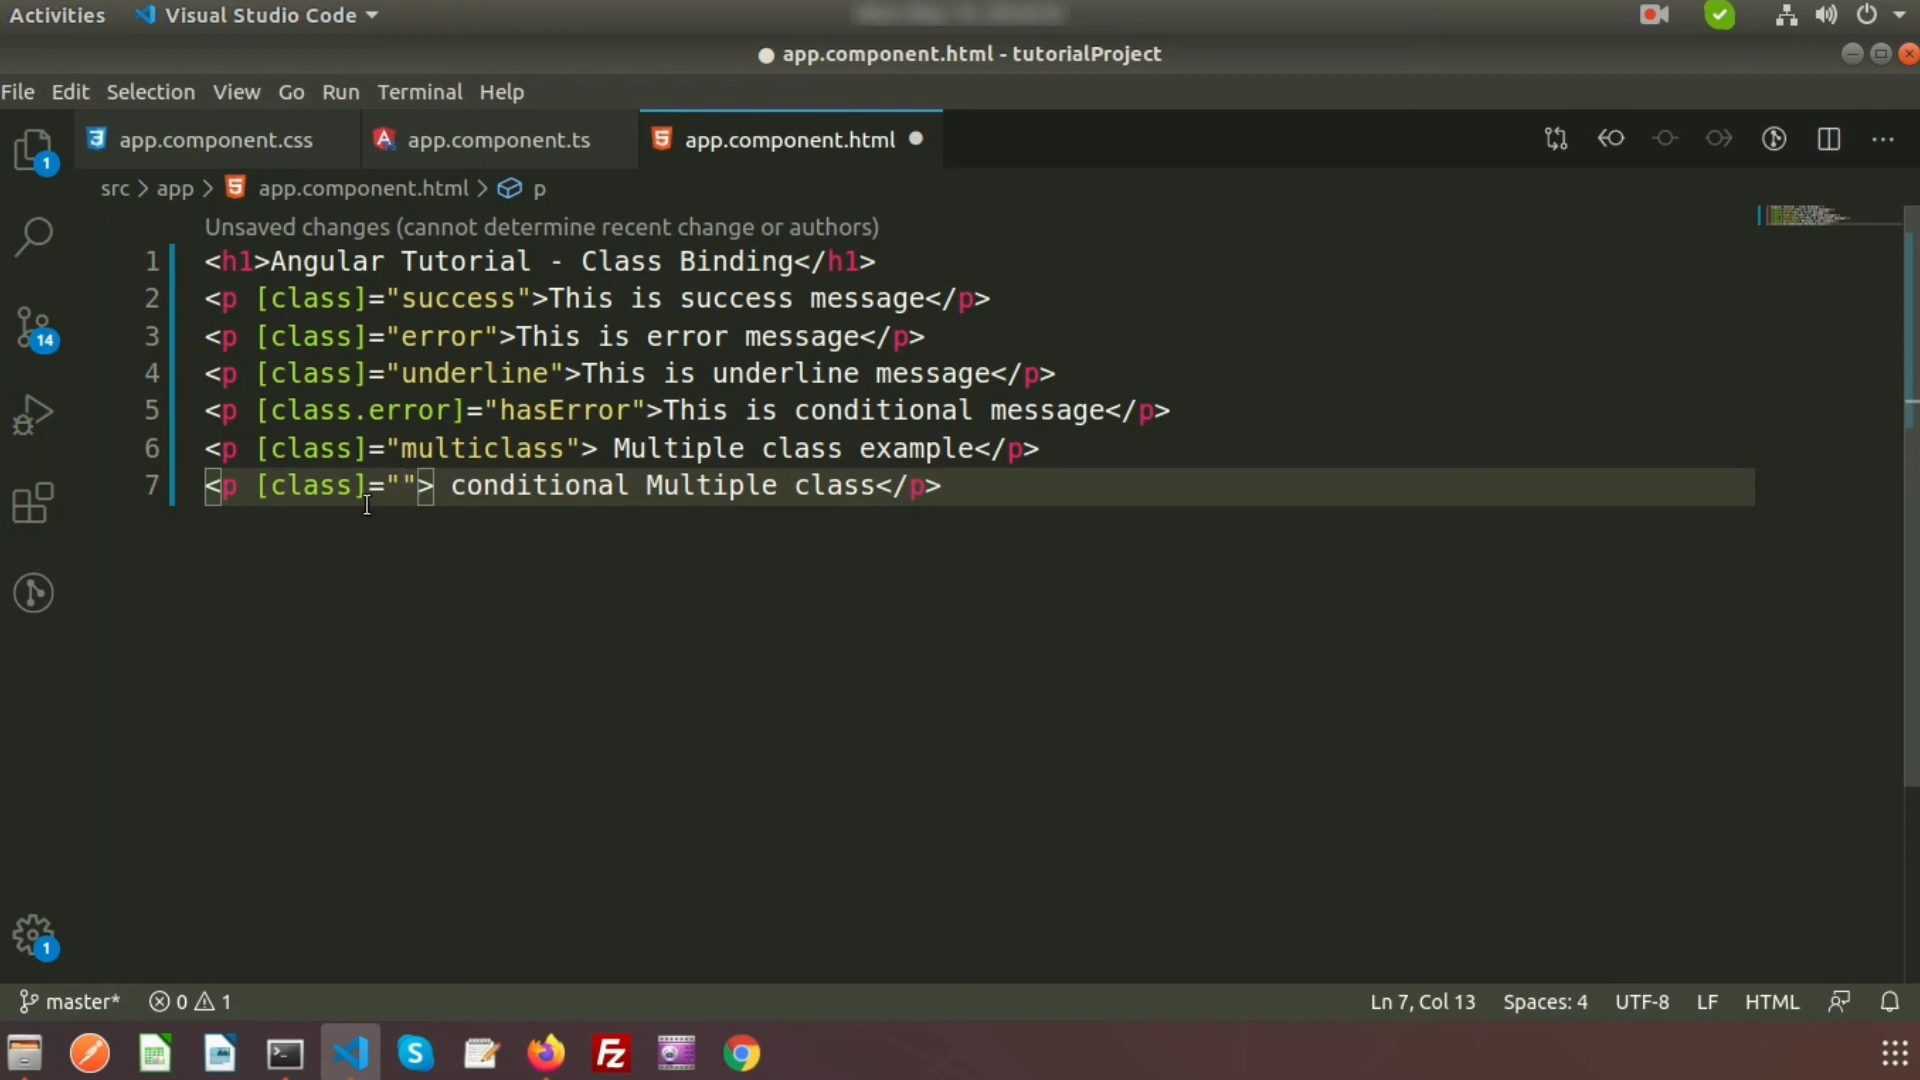 Activities Visual Studio Code
app.component.html - tutorialProject
File Edit Selection View Go Run Terminal Help
app.component.css app.component.ts app.component.html
src > app > app.component.html > p
Unsaved changes (cannot determine recent change or authors)
1 <h1>Angular Tutorial - Class Binding</h1>
2 <p [class]="success">This is success message</p>
3 <p [class]="error">This is error message</p>
4 <p [class]="underline">This is underline message</p>
5 <p [class.error]="hasError">This is conditional message</p>
6 <p [class]="multiclass"> Multiple class example</p>
7 <p [class]=""> conditional Multiple class</p>
1
14
1
master* 0 1 Ln 7, Col 13 Spaces: 4 UTF-8 LF HTML